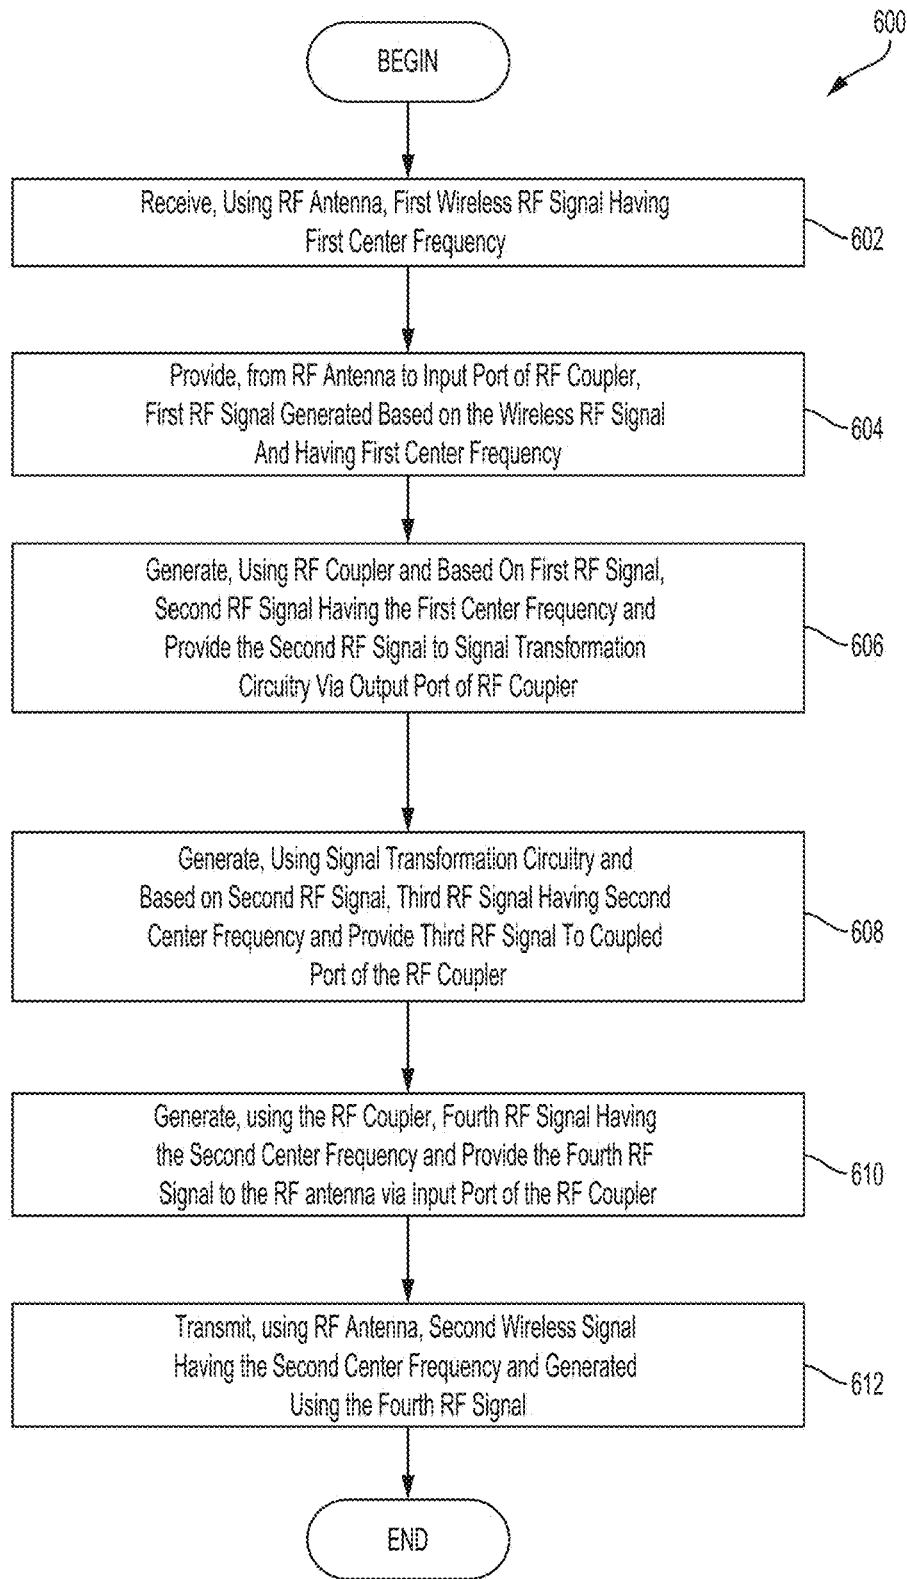 600
BEGIN
Receive, Using RF Antenna, First Wireless RF Signal Having
First Center Frequency
602
Provide, from RF Antenna to Input Port of RF Coupler,
First RF Signal Generated Based on the Wireless RF Signal
And Having First Center Frequency
604
Generate, Using RF Coupler and Based On First RF Signal,
Second RF Signal Having the First Center Frequency and
Provide the Second RF Signal to Signal Transformation
Circuitry Via Output Port of RF Coupler
606
Generate, Using Signal Transformation Circuitry and
Based on Second RF Signal, Third RF Signal Having Second
Center Frequency and Provide Third RF Signal To Coupled
Port of the RF Coupler
608
Generate, using the RF Coupler, Fourth RF Signal Having
the Second Center Frequency and Provide the Fourth RF
Signal to the RF antenna via Input Port of the RF Coupler
610
Transmit, using RF Antenna, Second Wireless Signal
Having the Second Center Frequency and Generated
Using the Fourth RF Signal
612
END